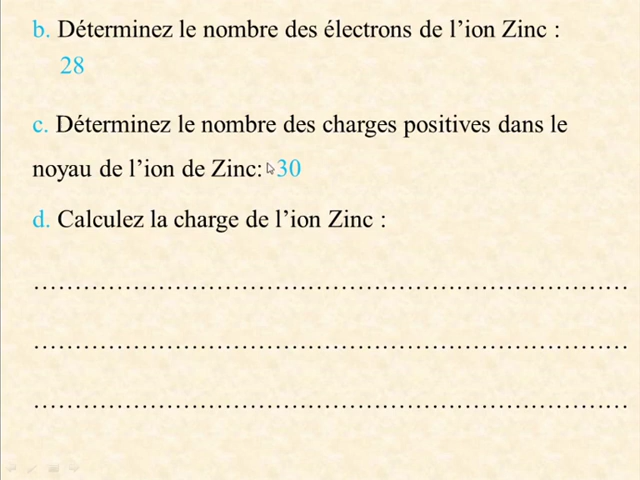 b. Déterminez le nombre des électrons de l’ion Zinc :
28
c. Déterminez le nombre des charges positives dans le
noyau de l’ion de Zinc: 30
d. Calculez la charge de l’ion Zinc :
……………………………………………………………
……………………………………………………………
……………………………………………………………